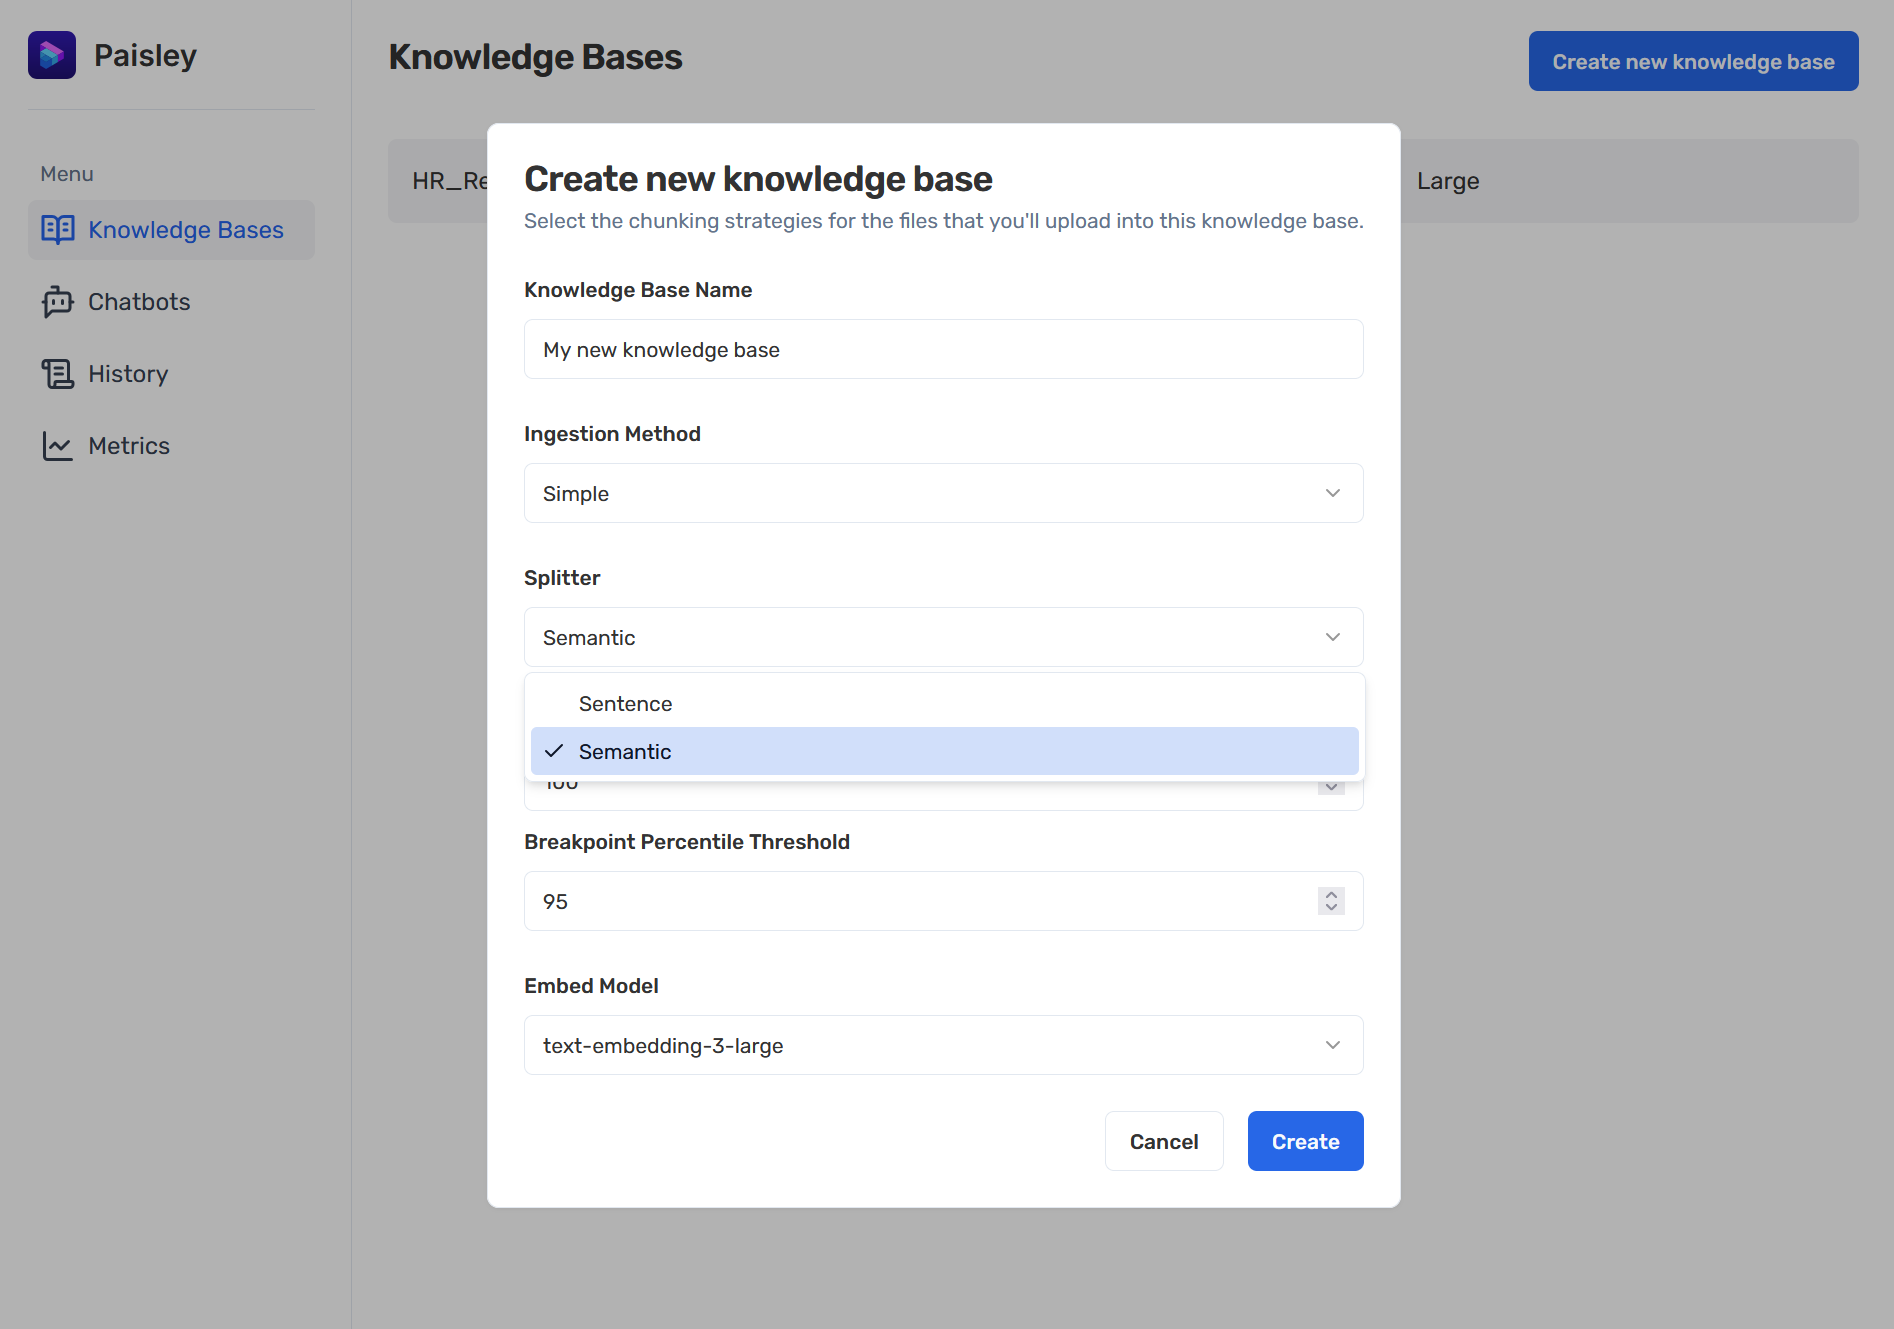 Paisley
Menu
Knowledge Bases
Chatbots
History
Metrics
Knowledge Bases
Create new knowledge base
HR_Re
Large
Create new knowledge base
Select the chunking strategies for the files that you'll upload into this knowledge base.
Knowledge Base Name
My new knowledge base
Ingestion Method
Simple
Splitter
Semantic
Sentence
Semantic
100
Breakpoint Percentile Threshold
95
Embed Model
text-embedding-3-large
Cancel
Create